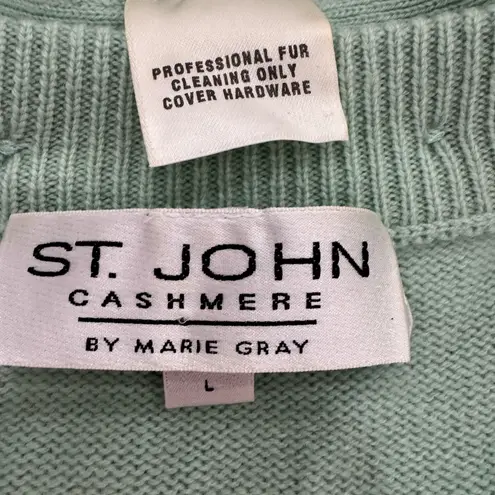 PROFESSIONAL FUR
CLEANING ONLY
COVER HARDWARE
ST. JOHN
CASHMERE
BY MARIE GRAY
L